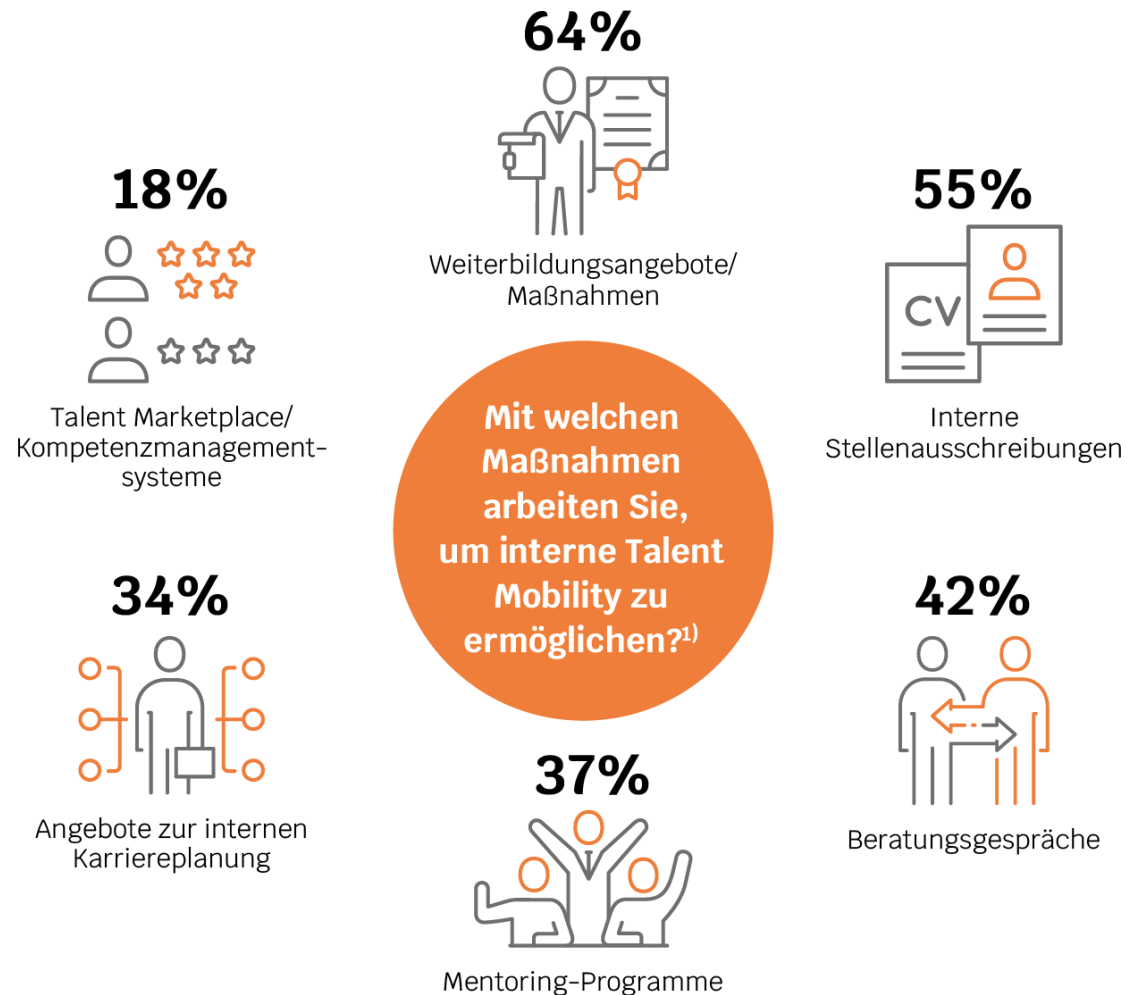 64%
Weiterbildungsangebote/
Maßnahmen
55%
CV
Interne
Stellenausschreibungen
42%
Beratungsgespräche
37%
Mentoring-Programme
34%
Angebote zur internen
Karriereplanung
18%
Talent Marketplace/
Kompetenzmanagement-
systeme
Mit welchen
Maßnahmen
arbeiten Sie,
um interne Talent
Mobility zu
ermöglichen?¹⁾